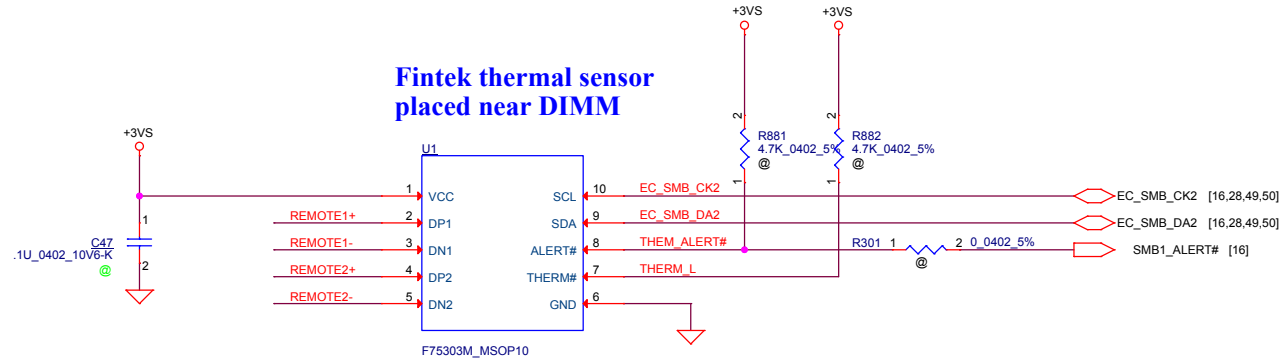 +3VS
+3VS
Fintek thermal sensor
placed near DIMM
+3VS
2
R881
4.7K_0402_5%
@
1
2
R882
4.7K_0402_5%
@
1
U1
1
VCC
SCL
10
EC_SMB_CK2
EC_SMB_CK2 [16,28,49,50]
REMOTE1+
2
DP1
SDA
9
EC_SMB_DA2
EC_SMB_DA2 [16,28,49,50]
1
C47
.1U_0402_10V6-K
2
@
REMOTE1-
3
DN1
ALERT#
8
THEM_ALERT#
R301
1
2
0_0402_5%
@
SMB1_ALERT# [16]
REMOTE2+
4
DP2
THERM#
7
THERM_L
REMOTE2-
5
DN2
GND
6
F75303M_MSOP10